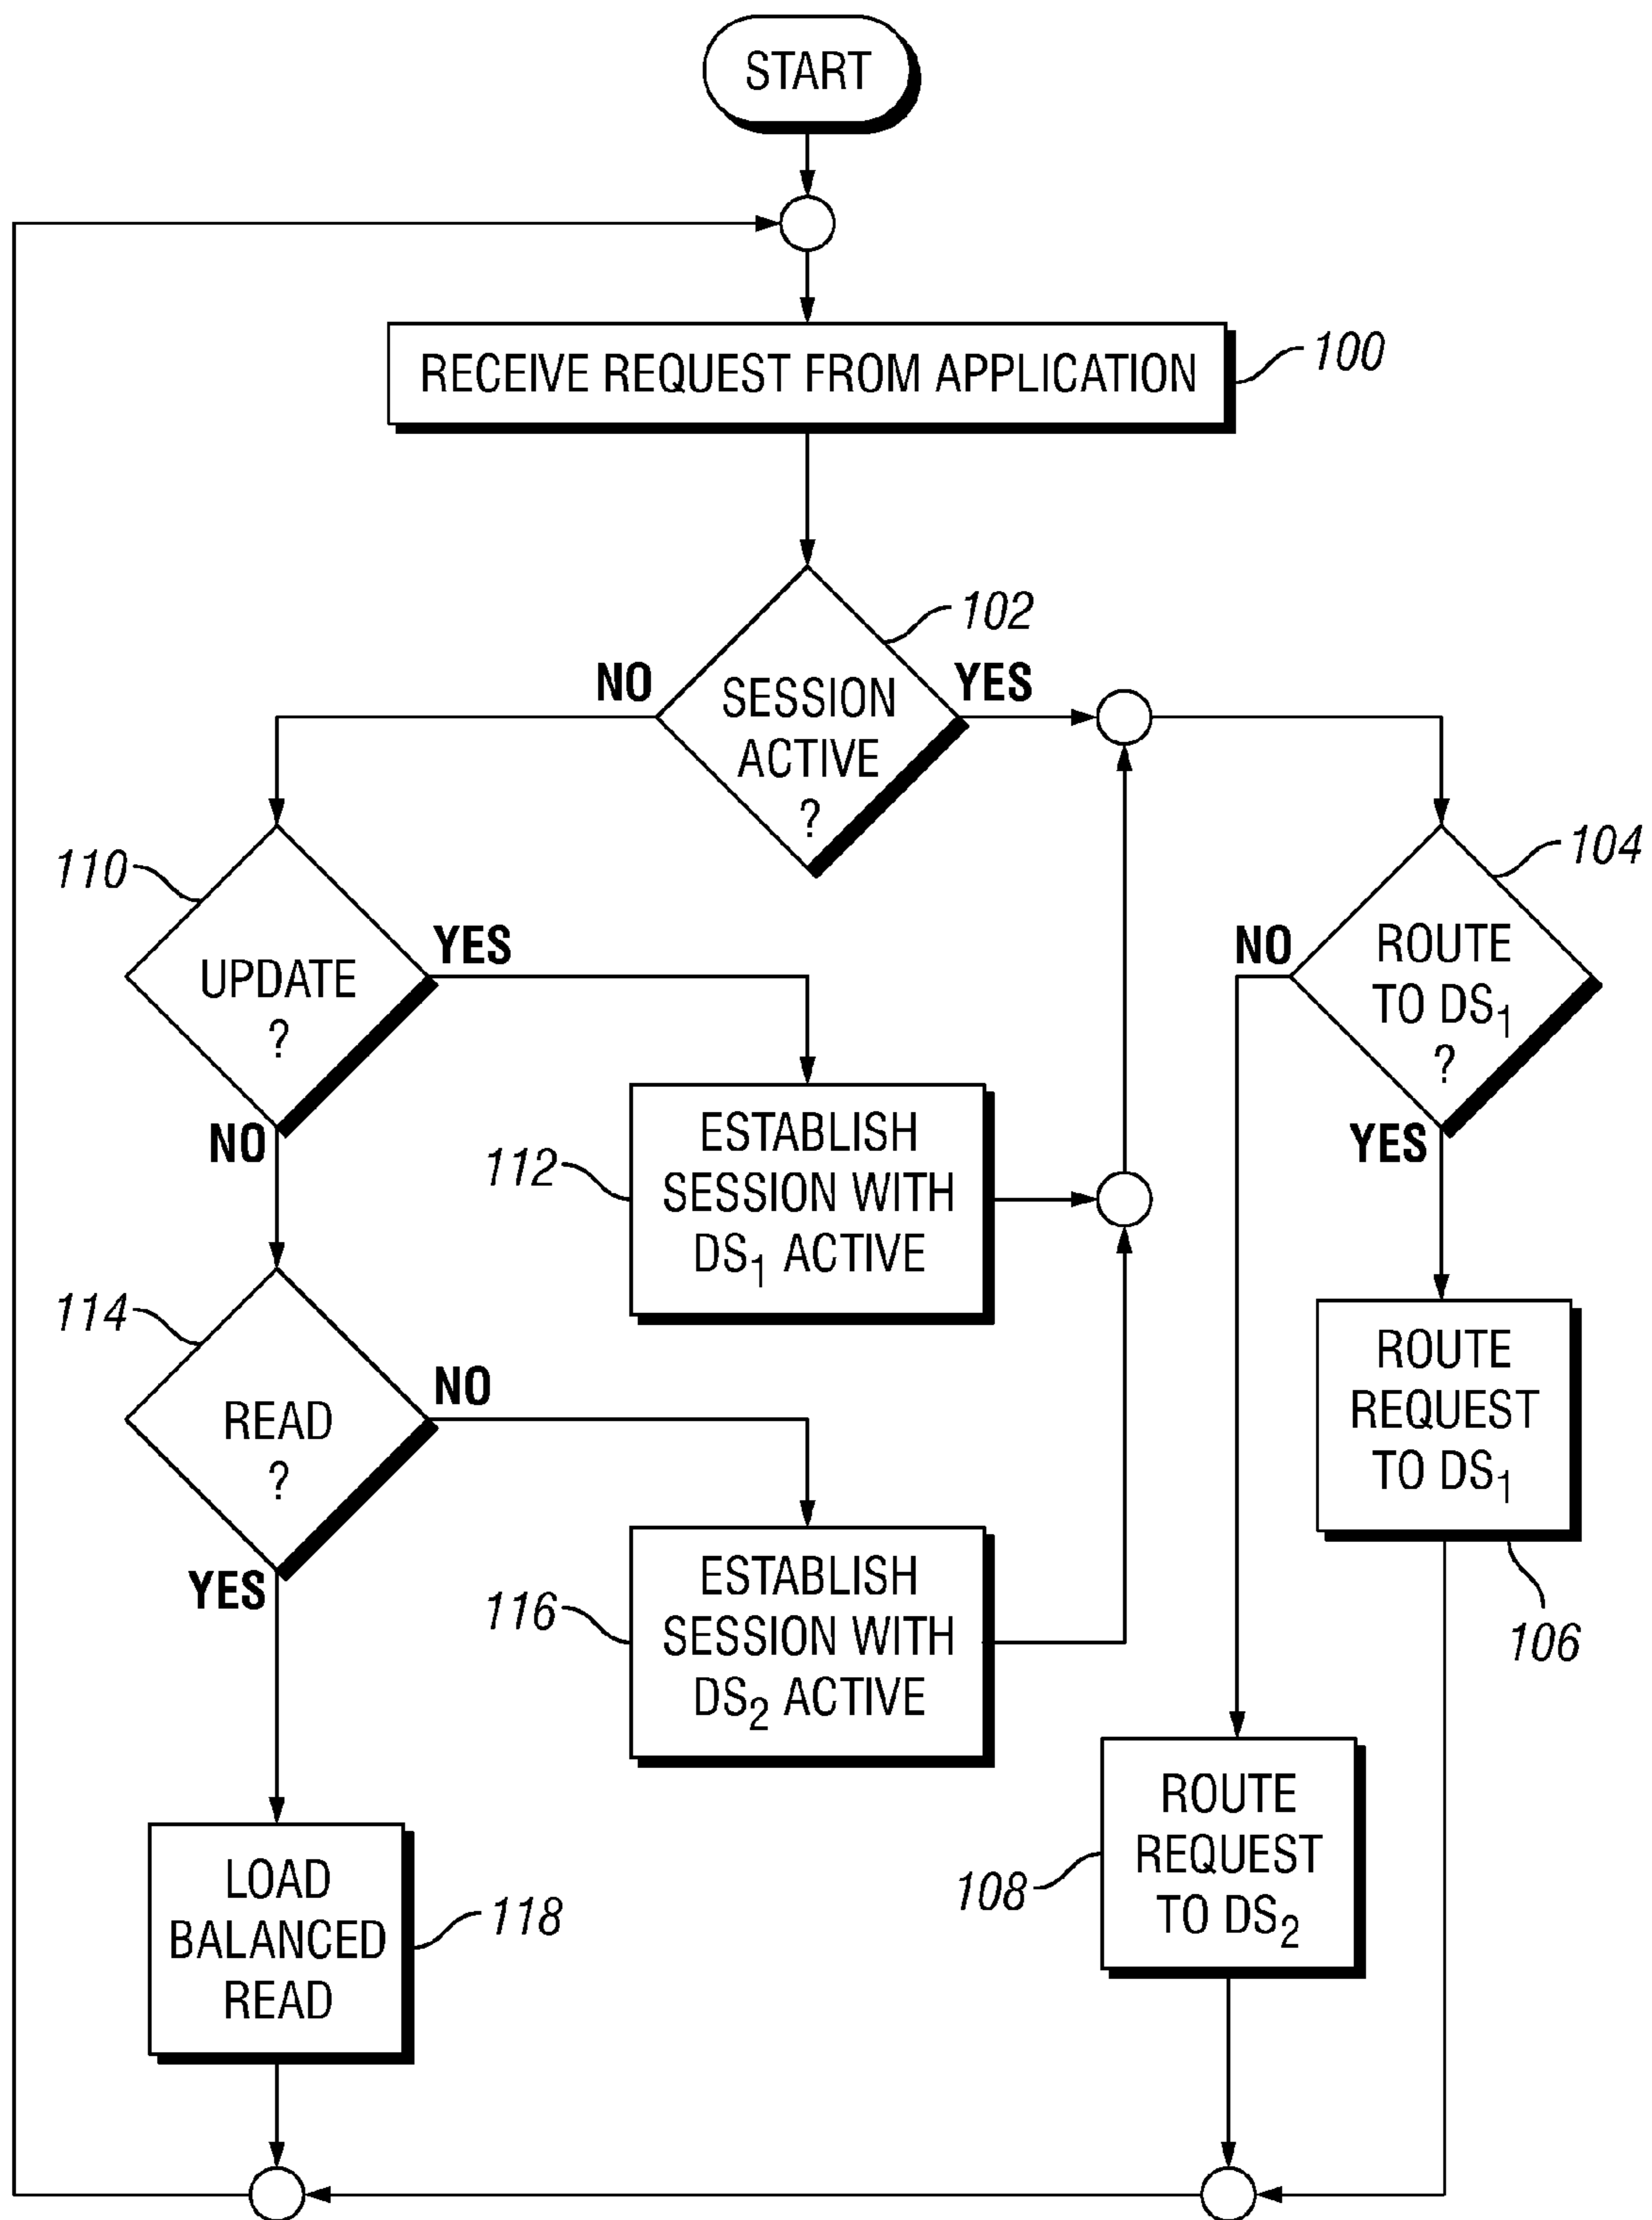 START
RECEIVE REQUEST FROM APPLICATION
100
102
NO
YES
SESSION
ACTIVE
?
110
104
UPDATE
?
YES
NO
NO
ROUTE
TO DS₁
?
YES
112
ESTABLISH
SESSION WITH
DS₁ ACTIVE
114
READ
?
NO
YES
ROUTE
REQUEST
TO DS₁
106
116
ESTABLISH
SESSION WITH
DS₂ ACTIVE
LOAD
BALANCED
READ
118
108
ROUTE
REQUEST
TO DS₂